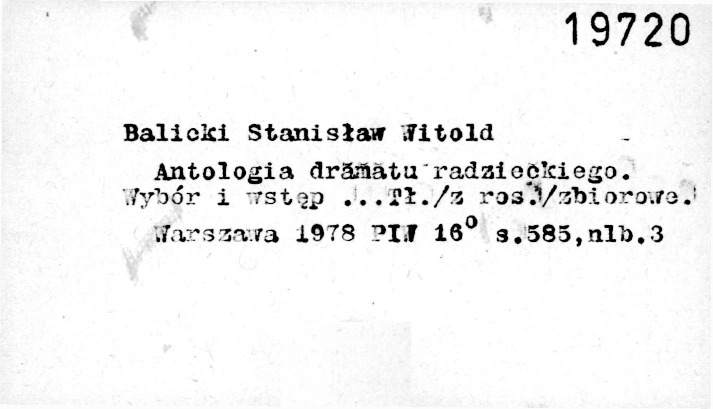 19720
Balicki Stanisław Witold
Antologia dramatu radzieckiego.
Wybór i wstęp ...Tł./z ros./zbiorowe.
Warszawa 1978 PIW 16⁰ s.585,nlb.3